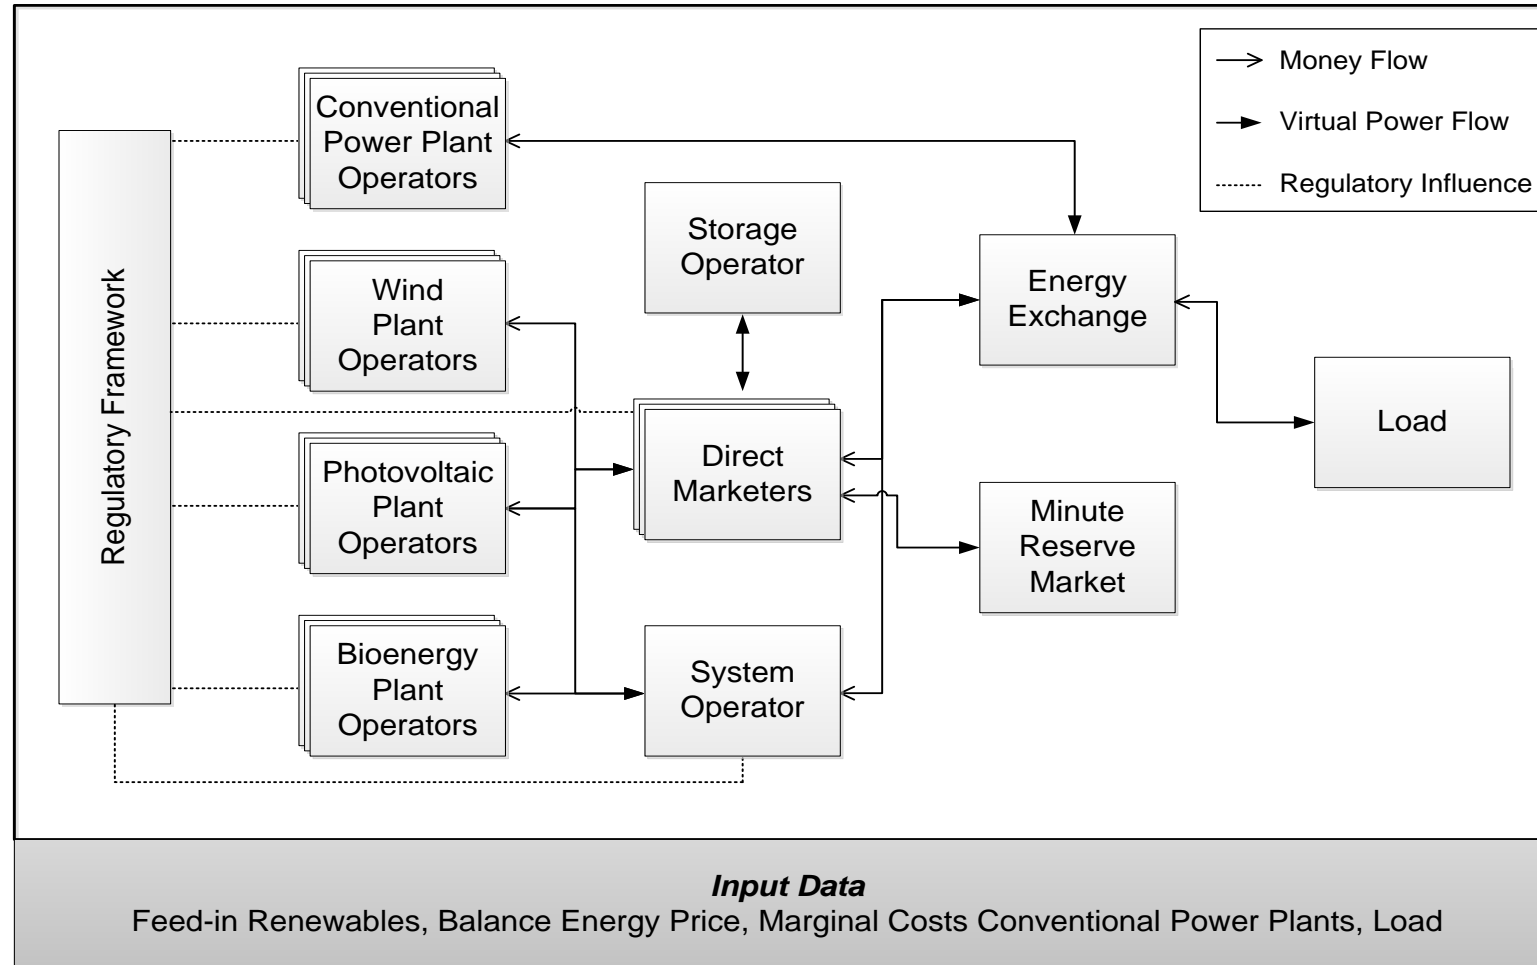 Money Flow
Virtual Power Flow
Regulatory Influence
Regulatory Framework
Conventional
Power Plant
Operators
Wind
Plant
Operators
Photovoltaic
Plant
Operators
Bioenergy
Plant
Operators
Storage
Operator
Direct
Marketers
System
Operator
Energy
Exchange
Minute
Reserve
Market
Load
Input Data
Feed-in Renewables, Balance Energy Price, Marginal Costs Conventional Power Plants, Load